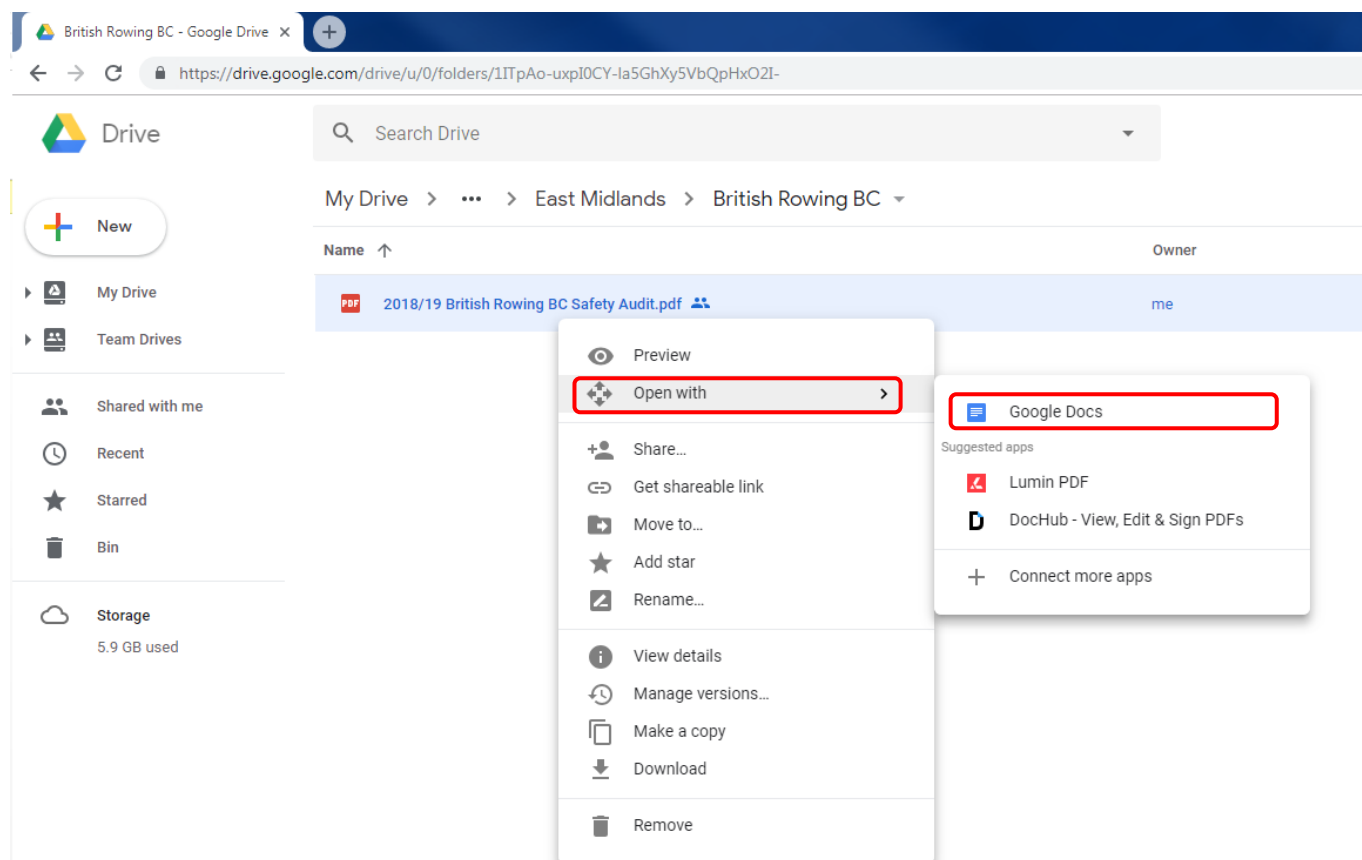 British Rowing BC - Google Drive
https://drive.google.com/drive/u/0/folders/1ITpAo-uxpI0CY-la5GhXy5VbQpHxO2I-
Drive
Search Drive
My Drive > ••• > East Midlands > British Rowing BC
New
Name Owner
My Drive
PDF 2018/19 British Rowing BC Safety Audit.pdf me
Team Drives
Shared with me
Recent
Starred
Bin
Storage
5.9 GB used
Preview
Open with
Share...
Get shareable link
Move to...
Add star
Rename...
View details
Manage versions...
Make a copy
Download
Remove
Google Docs
Suggested apps
Lumin PDF
DocHub - View, Edit & Sign PDFs
Connect more apps